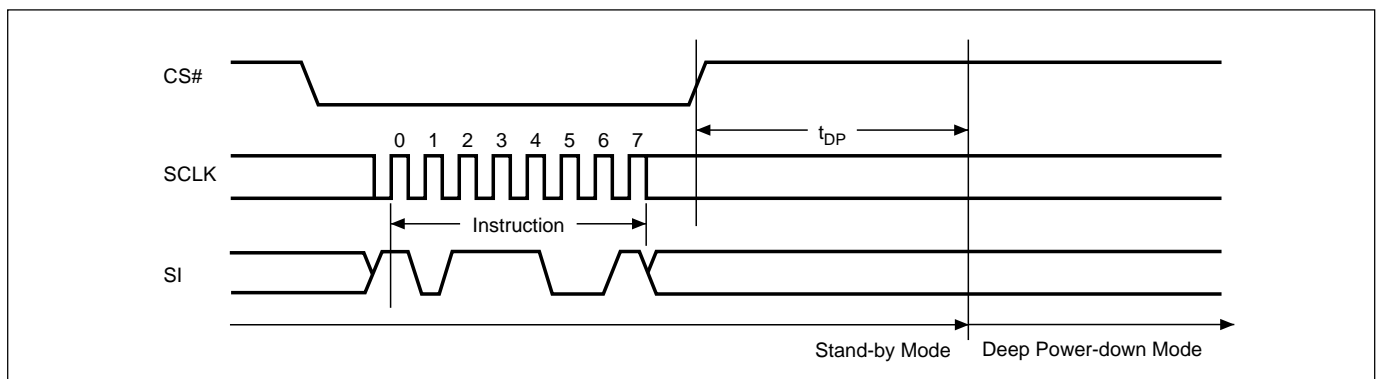 CS#
tDP
0 1 2 3 4 5 6 7
SCLK
Instruction
SI
Stand-by Mode
Deep Power-down Mode